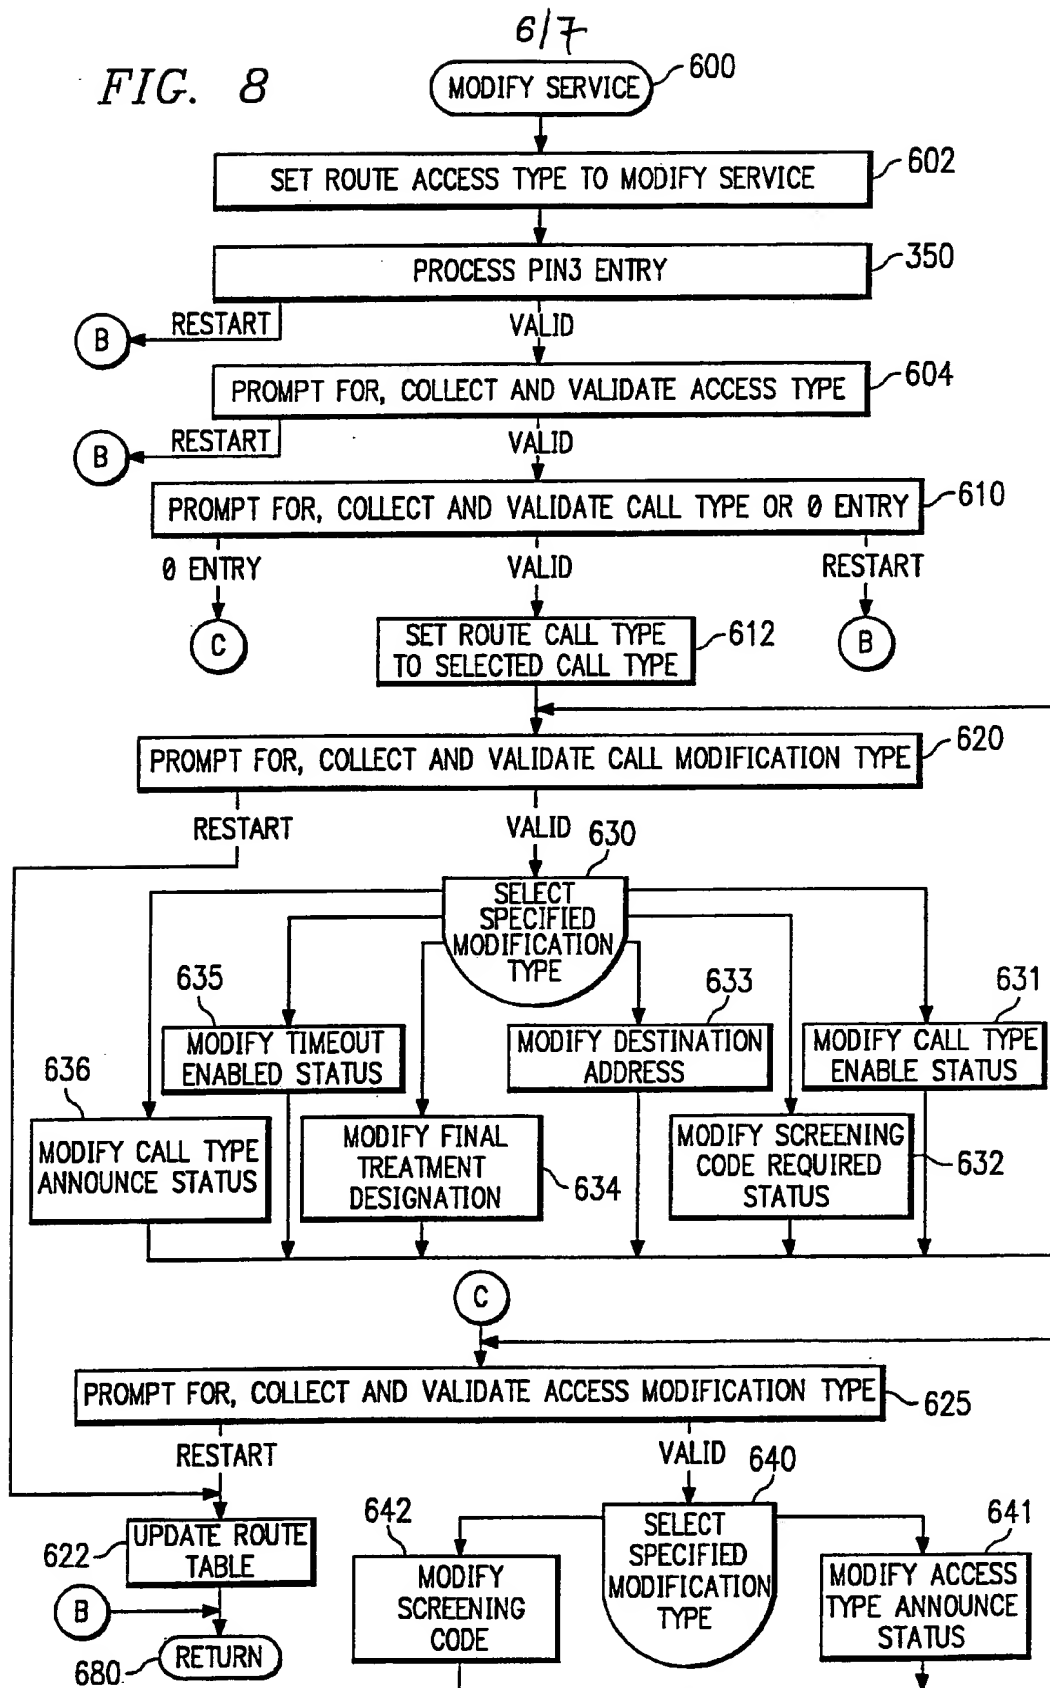 6/7
FIG. 8
MODIFY SERVICE
600
SET ROUTE ACCESS TYPE TO MODIFY SERVICE
602
PROCESS PIN3 ENTRY
350
RESTART
VALID
B
PROMPT FOR, COLLECT AND VALIDATE ACCESS TYPE
604
RESTART
VALID
B
PROMPT FOR, COLLECT AND VALIDATE CALL TYPE OR 0 ENTRY
610
0 ENTRY
VALID
RESTART
C
SET ROUTE CALL TYPE
TO SELECTED CALL TYPE
612
B
PROMPT FOR, COLLECT AND VALIDATE CALL MODIFICATION TYPE
620
RESTART
VALID
630
SELECT
SPECIFIED
MODIFICATION
TYPE
635
633
631
MODIFY TIMEOUT
ENABLED STATUS
MODIFY DESTINATION
ADDRESS
MODIFY CALL TYPE
ENABLE STATUS
636
MODIFY CALL TYPE
ANNOUNCE STATUS
MODIFY FINAL
TREATMENT
DESIGNATION
634
MODIFY SCREENING
CODE REQUIRED
STATUS
632
C
PROMPT FOR, COLLECT AND VALIDATE ACCESS MODIFICATION TYPE
625
RESTART
VALID
640
642
641
UPDATE ROUTE
TABLE
622
SELECT
SPECIFIED
MODIFICATION
TYPE
MODIFY
SCREENING
CODE
MODIFY ACCESS
TYPE ANNOUNCE
STATUS
B
RETURN
680